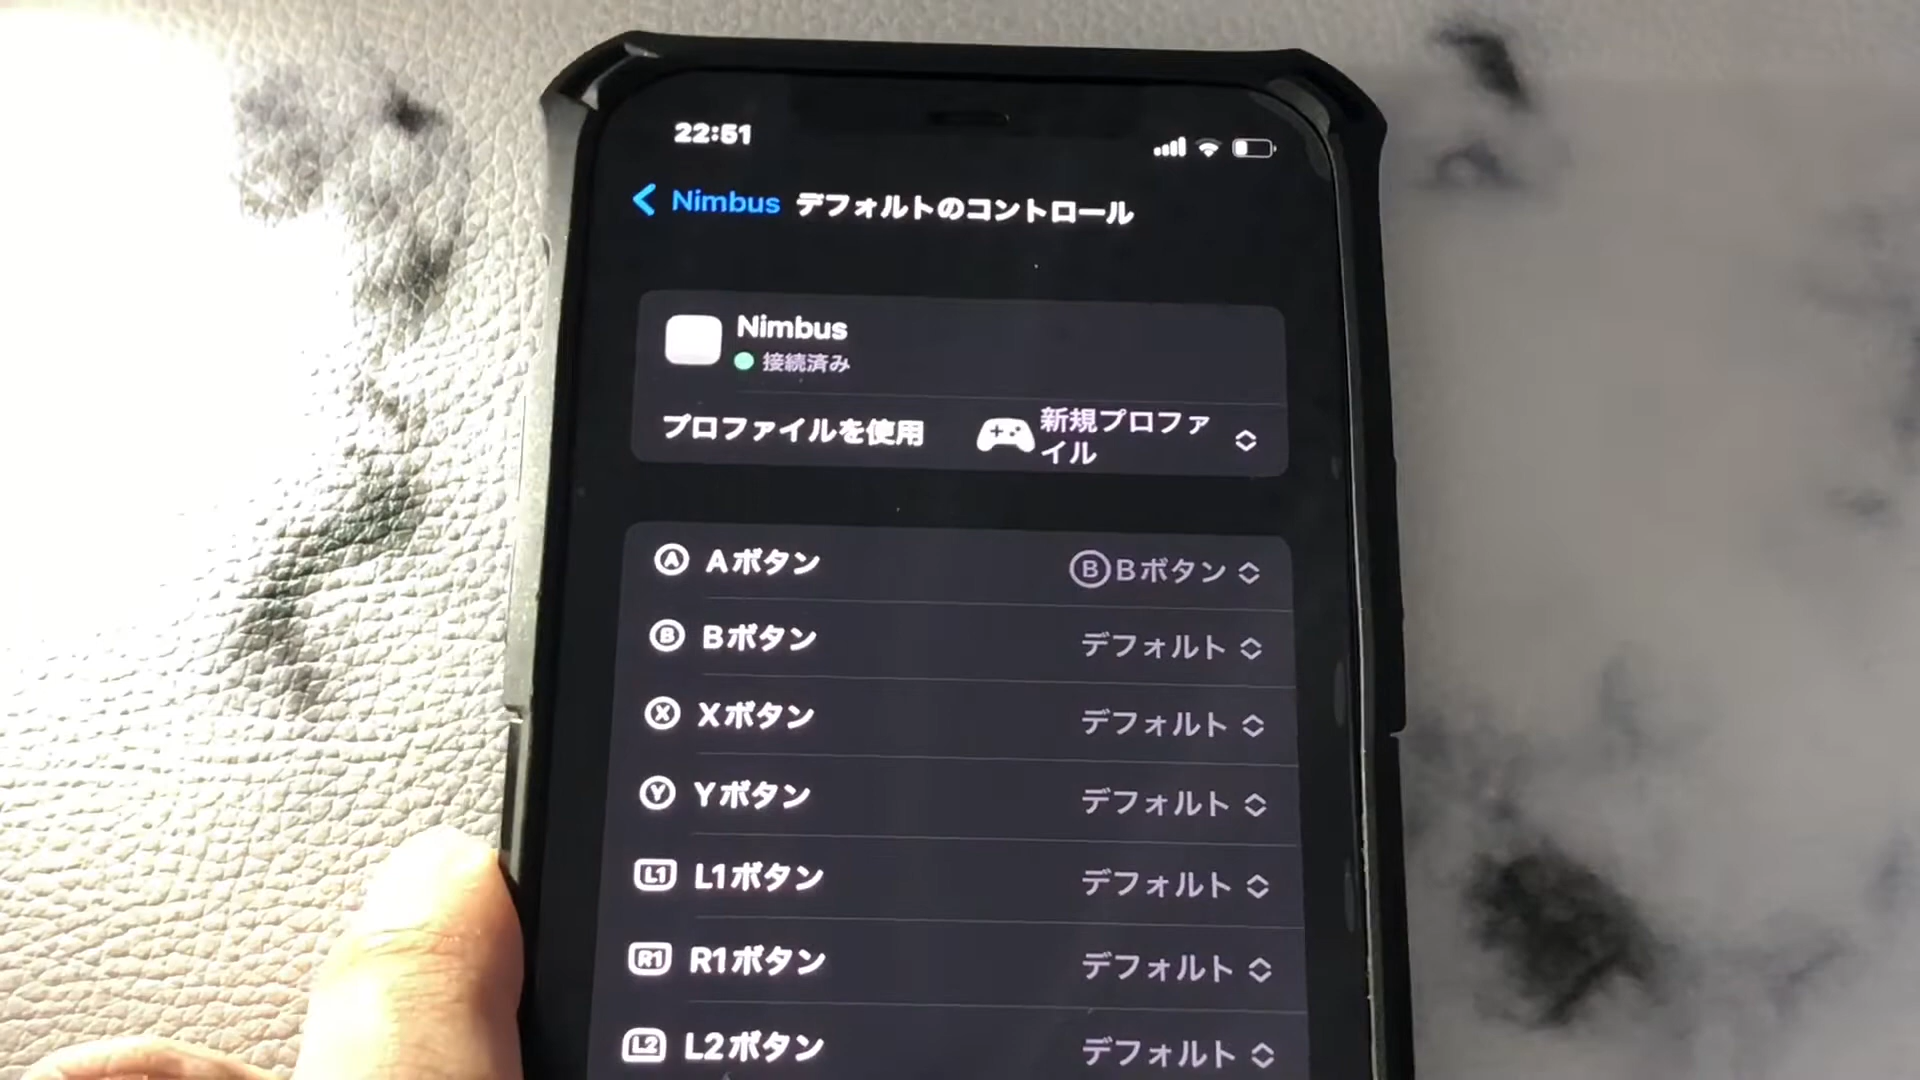 22:51
Nimbus デフォルトのコントロール
Nimbus
接続済み
プロファイルを使用 新規プロファ
イル
A Aボタン B Bボタン
B Bボタン デフォルト
X Xボタン デフォルト
Y Yボタン デフォルト
L1 L1ボタン デフォルト
R1 R1ボタン デフォルト
L2 L2ボタン デフォルト